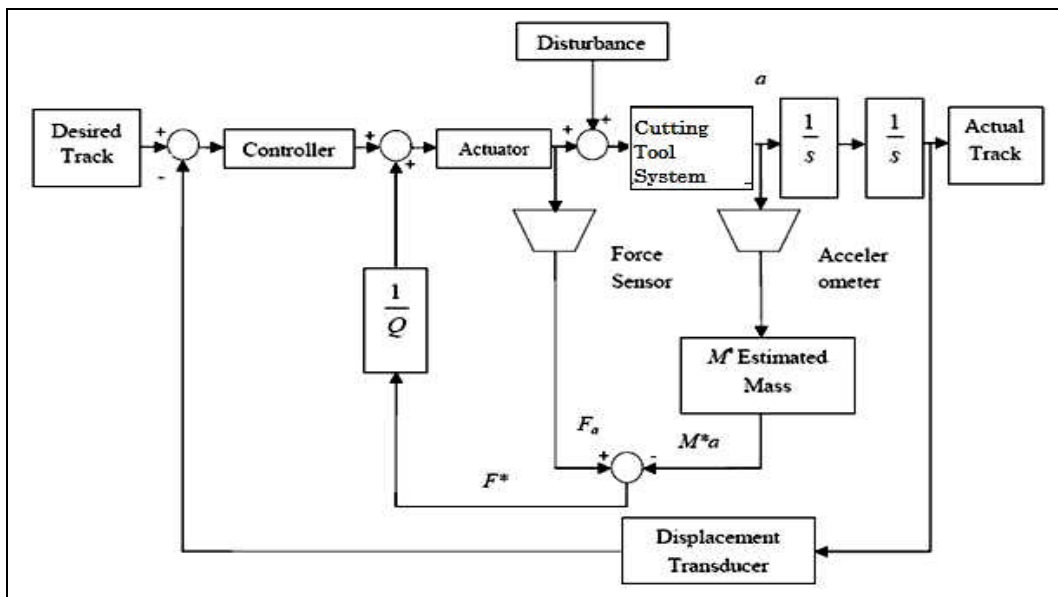 Disturbance
a
Desired
Track
+
-
Controller
+
+
Actuator
+
+
Cutting
Tool
System
1
s
1
s
Actual
Track
Force
Sensor
Acceler
ometer
1
Q
M' Estimated
Mass
Fa
M*a
+
-
F*
Displacement
Transducer